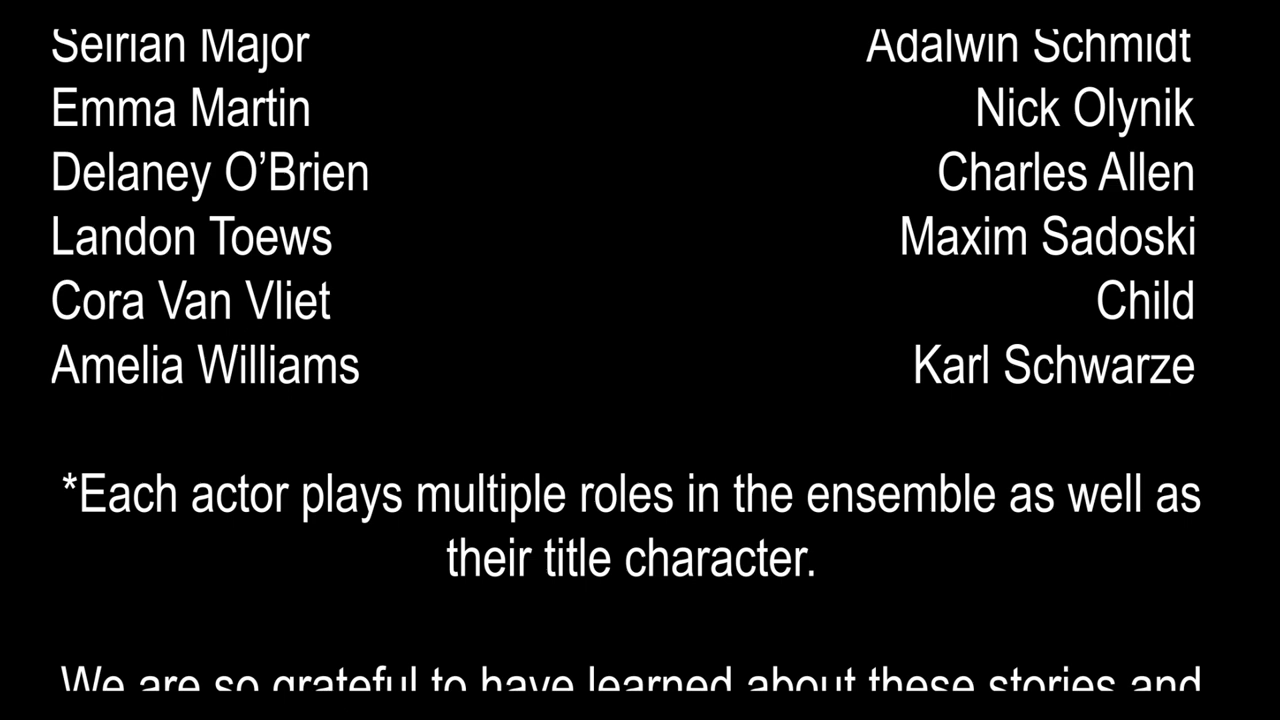 Seirian Major Adalwin Schmidt
Emma Martin Nick Olynik
Delaney O’Brien Charles Allen
Landon Toews Maxim Sadoski
Cora Van Vliet Child
Amelia Williams Karl Schwarze
*Each actor plays multiple roles in the ensemble as well as
their title character.
We are so grateful to have learned about these stories and